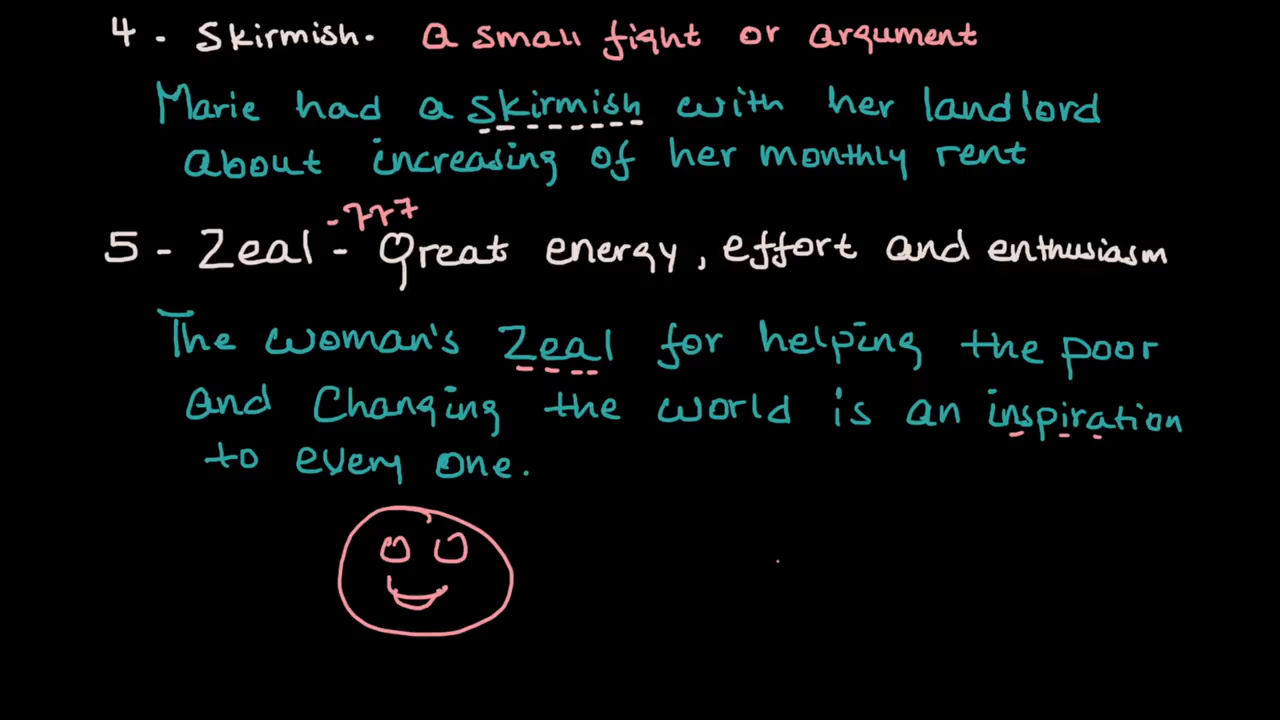 4 - Skirmish. a small fight or argument
Marie had a skirmish with her landlord
about increasing of her monthly rent
5 - Zeal - Great energy, effort and enthusiasm
The woman's Zeal for helping the poor
and Changing the world is an inspiration
to every one.